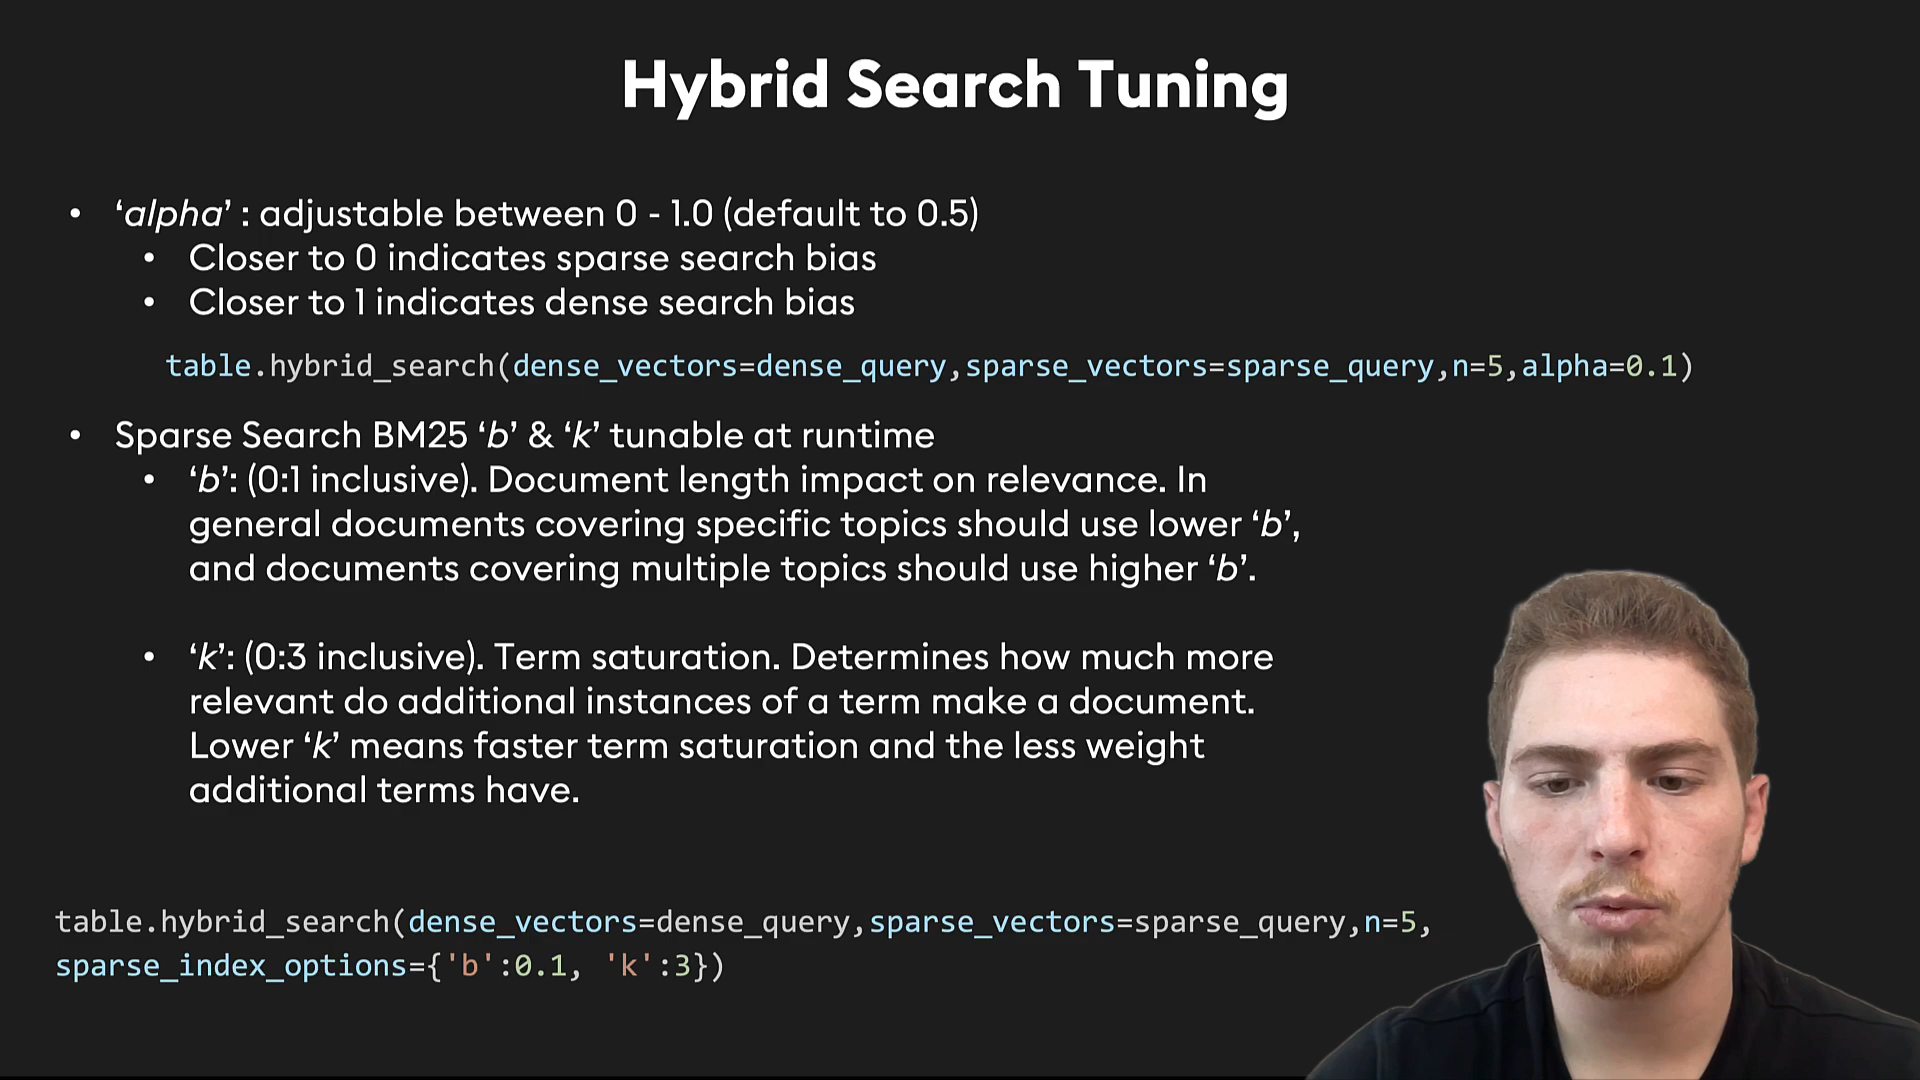 Hybrid Search Tuning
• ‘alpha’ : adjustable between 0 - 1.0 (default to 0.5)
• Closer to 0 indicates sparse search bias
• Closer to 1 indicates dense search bias
table.hybrid_search(dense_vectors=dense_query,sparse_vectors=sparse_query,n=5,alpha=0.1)
• Sparse Search BM25 ‘b’ & ‘k’ tunable at runtime
• ‘b’: (0:1 inclusive). Document length impact on relevance. In
general documents covering specific topics should use lower ‘b’,
and documents covering multiple topics should use higher ‘b’.
• ‘k’: (0:3 inclusive). Term saturation. Determines how much more
relevant do additional instances of a term make a document.
Lower ‘k’ means faster term saturation and the less weight
additional terms have.
table.hybrid_search(dense_vectors=dense_query,sparse_vectors=sparse_query,n=5,
sparse_index_options={'b':0.1, 'k':3})